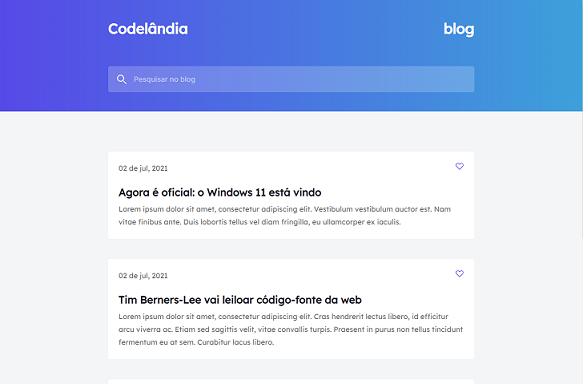 Codelândia blog
Pesquisar no blog
02 de jul, 2021
Agora é oficial: o Windows 11 está vindo
Lorem ipsum dolor sit amet, consectetur adipiscing elit. Vestibulum vestibulum auctor est. Nam
vitae finibus ante. Duis lobortis tellus vel diam fringilla, eu ullamcorper ex iaculis.
02 de jul, 2021
Tim Berners-Lee vai leiloar código-fonte da web
Lorem ipsum dolor sit amet, consectetur adipiscing elit. Cras hendrerit lectus libero, id efficitur
arcu viverra ac. Etiam sed sagittis velit, vitae convallis turpis. Praesent in purus non tellus tincidunt
fermentum eu at sem. Curabitur lacus libero.